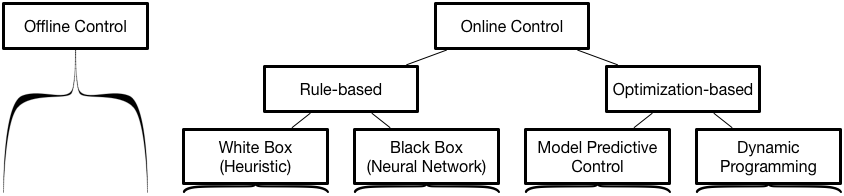 Offline Control
Online Control
Rule-based
Optimization-based
White Box
(Heuristic)
Black Box
(Neural Network)
Model Predictive
Control
Dynamic
Programming